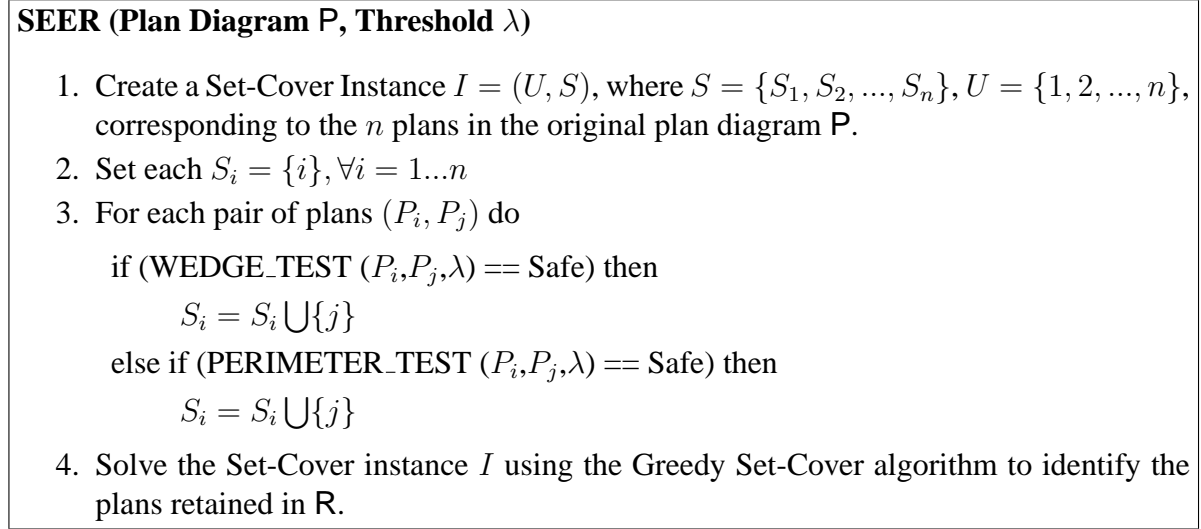 SEER (Plan Diagram P, Threshold λ)
1. Create a Set-Cover Instance I = (U, S), where S = {S₁, S₂, ..., Sₙ}, U = {1, 2, ..., n},
corresponding to the n plans in the original plan diagram P.
2. Set each Sᵢ = {i}, ∀i = 1...n
3. For each pair of plans (Pᵢ, Pⱼ) do
if (WEDGE_TEST (Pᵢ,Pⱼ,λ) == Safe) then
Sᵢ = Sᵢ ⋃{j}
else if (PERIMETER_TEST (Pᵢ,Pⱼ,λ) == Safe) then
Sᵢ = Sᵢ ⋃{j}
4. Solve the Set-Cover instance I using the Greedy Set-Cover algorithm to identify the
plans retained in R.